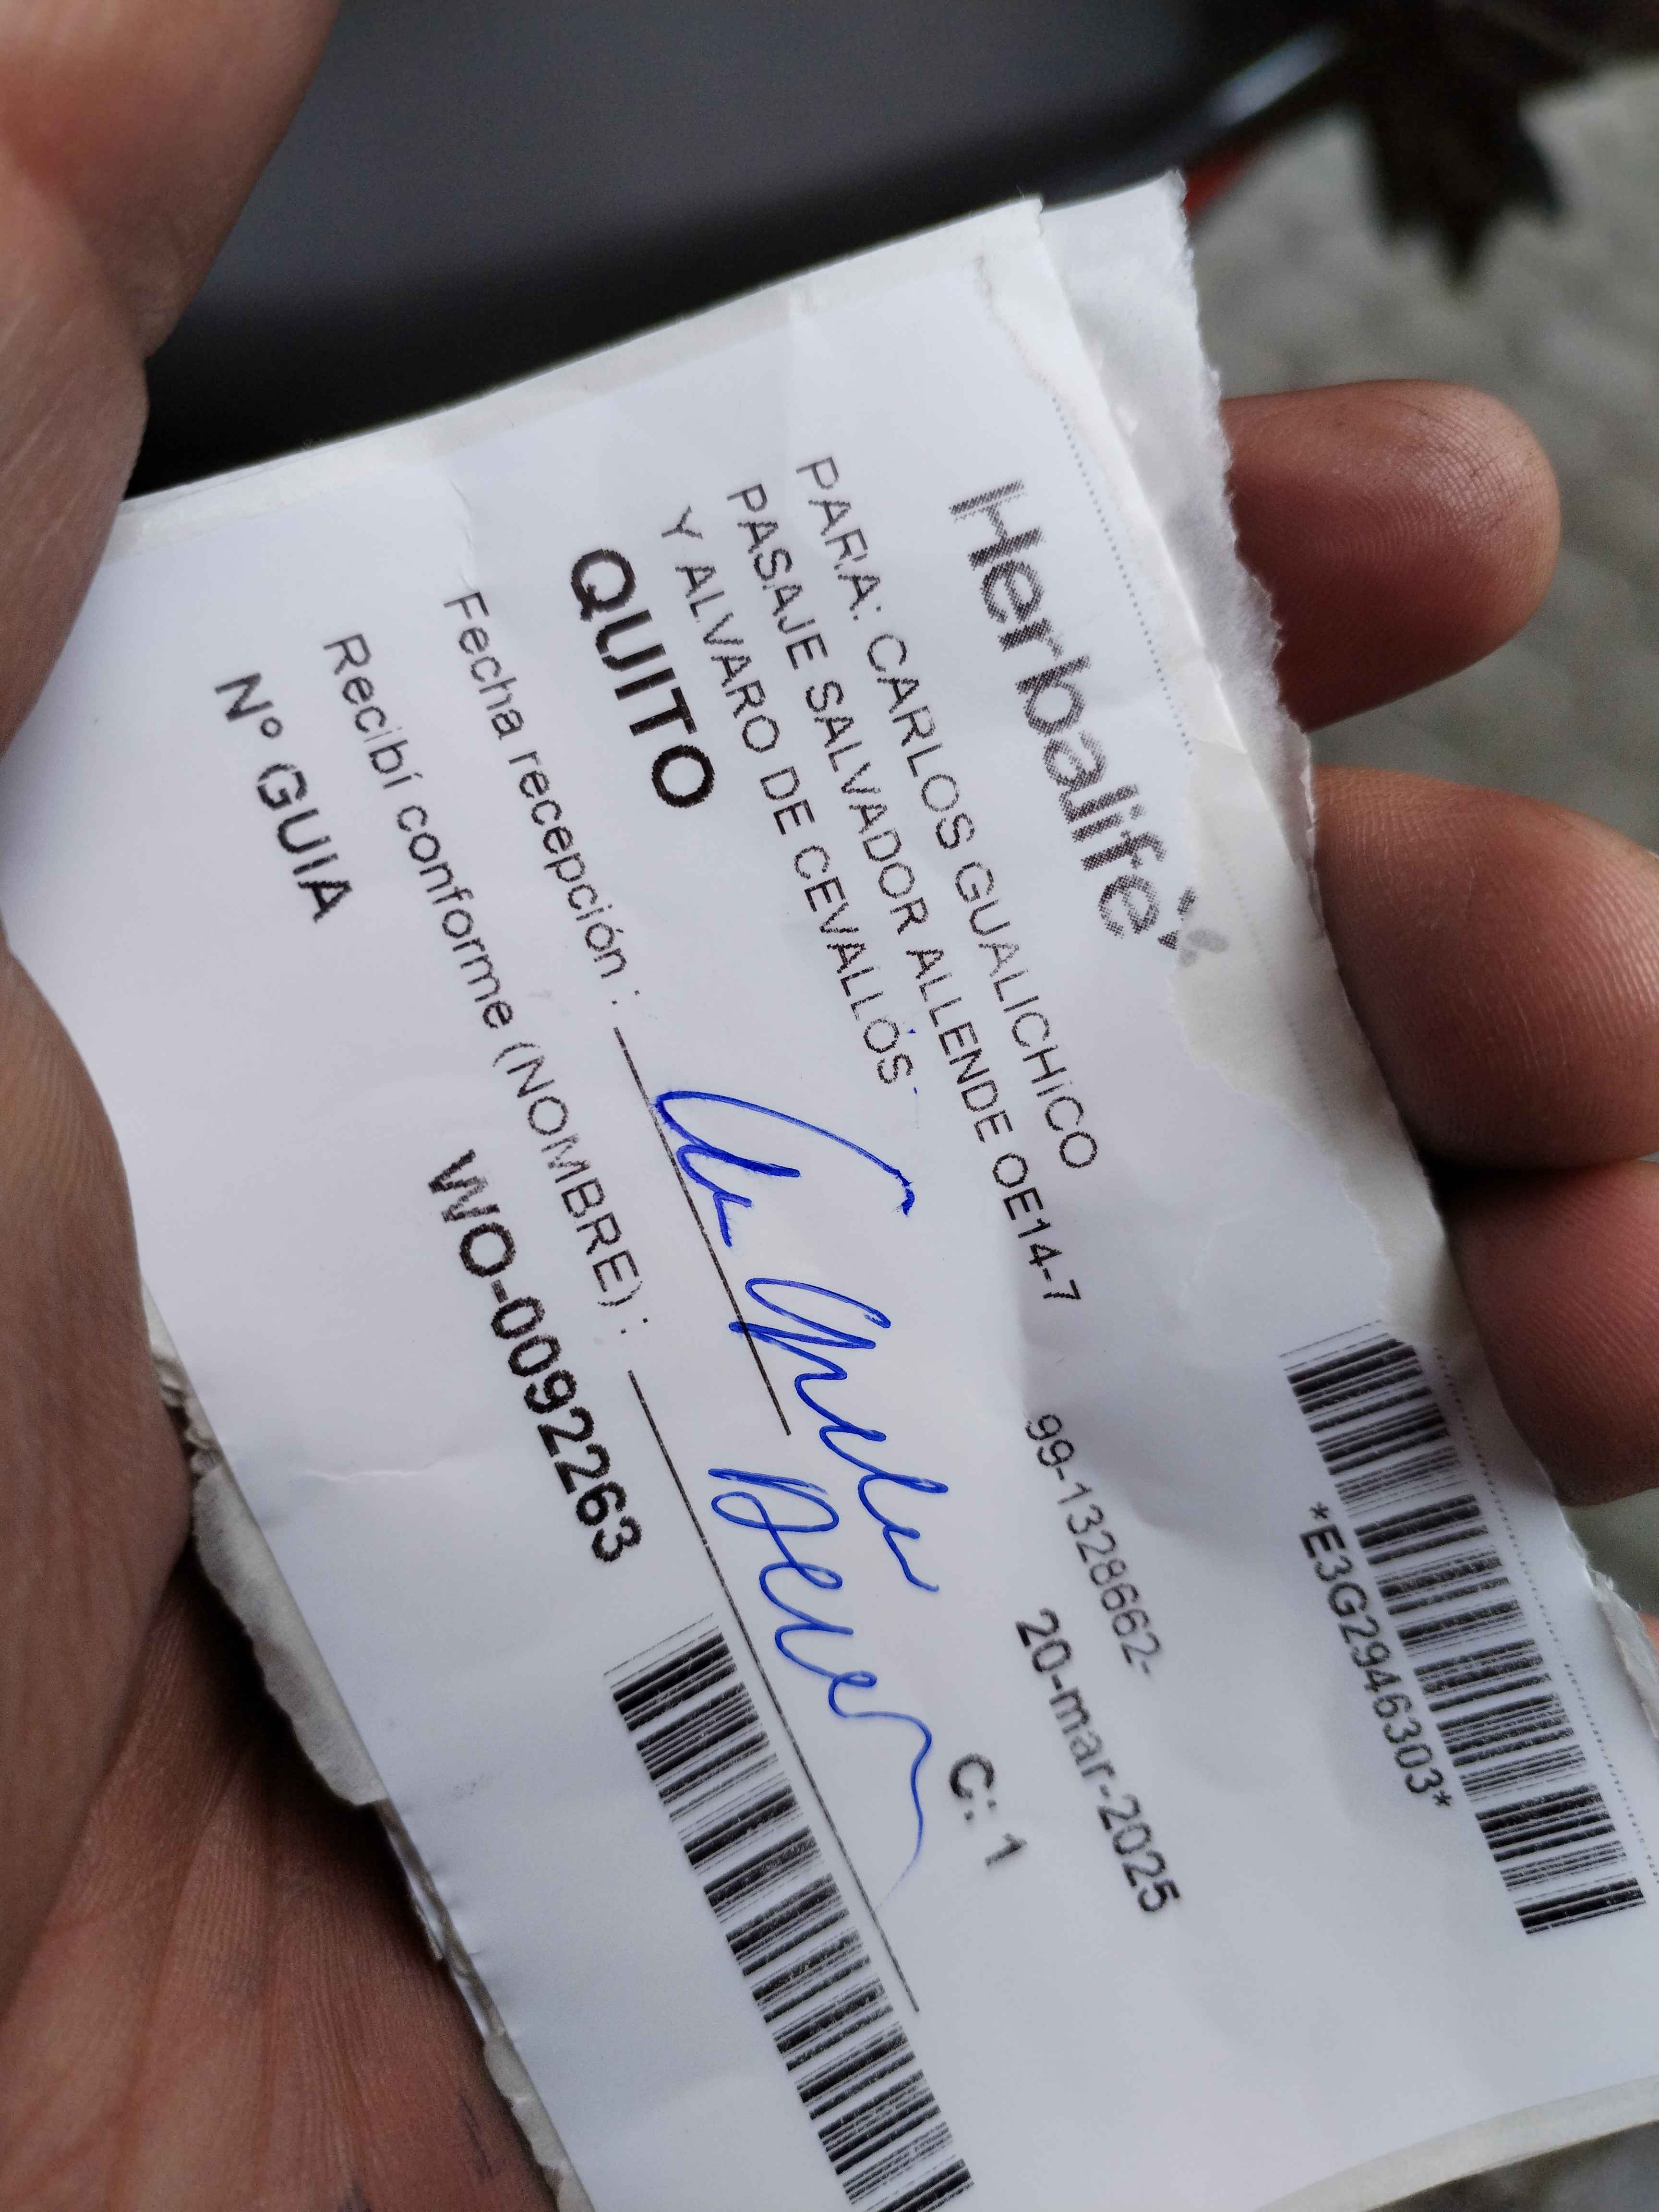 Herbalife
*E3G2946303*
PARA: CARLOS GUALICHICO 99-1328662-
PASAJE SALVADOR ALLENDE OE14-7 20-mar-2025
Y ALVARO DE CEVALLOS
QUITO C: 1
Fecha recepción :
Recibí conforme (NOMBRE) :
Nº GUIA WO-0092263